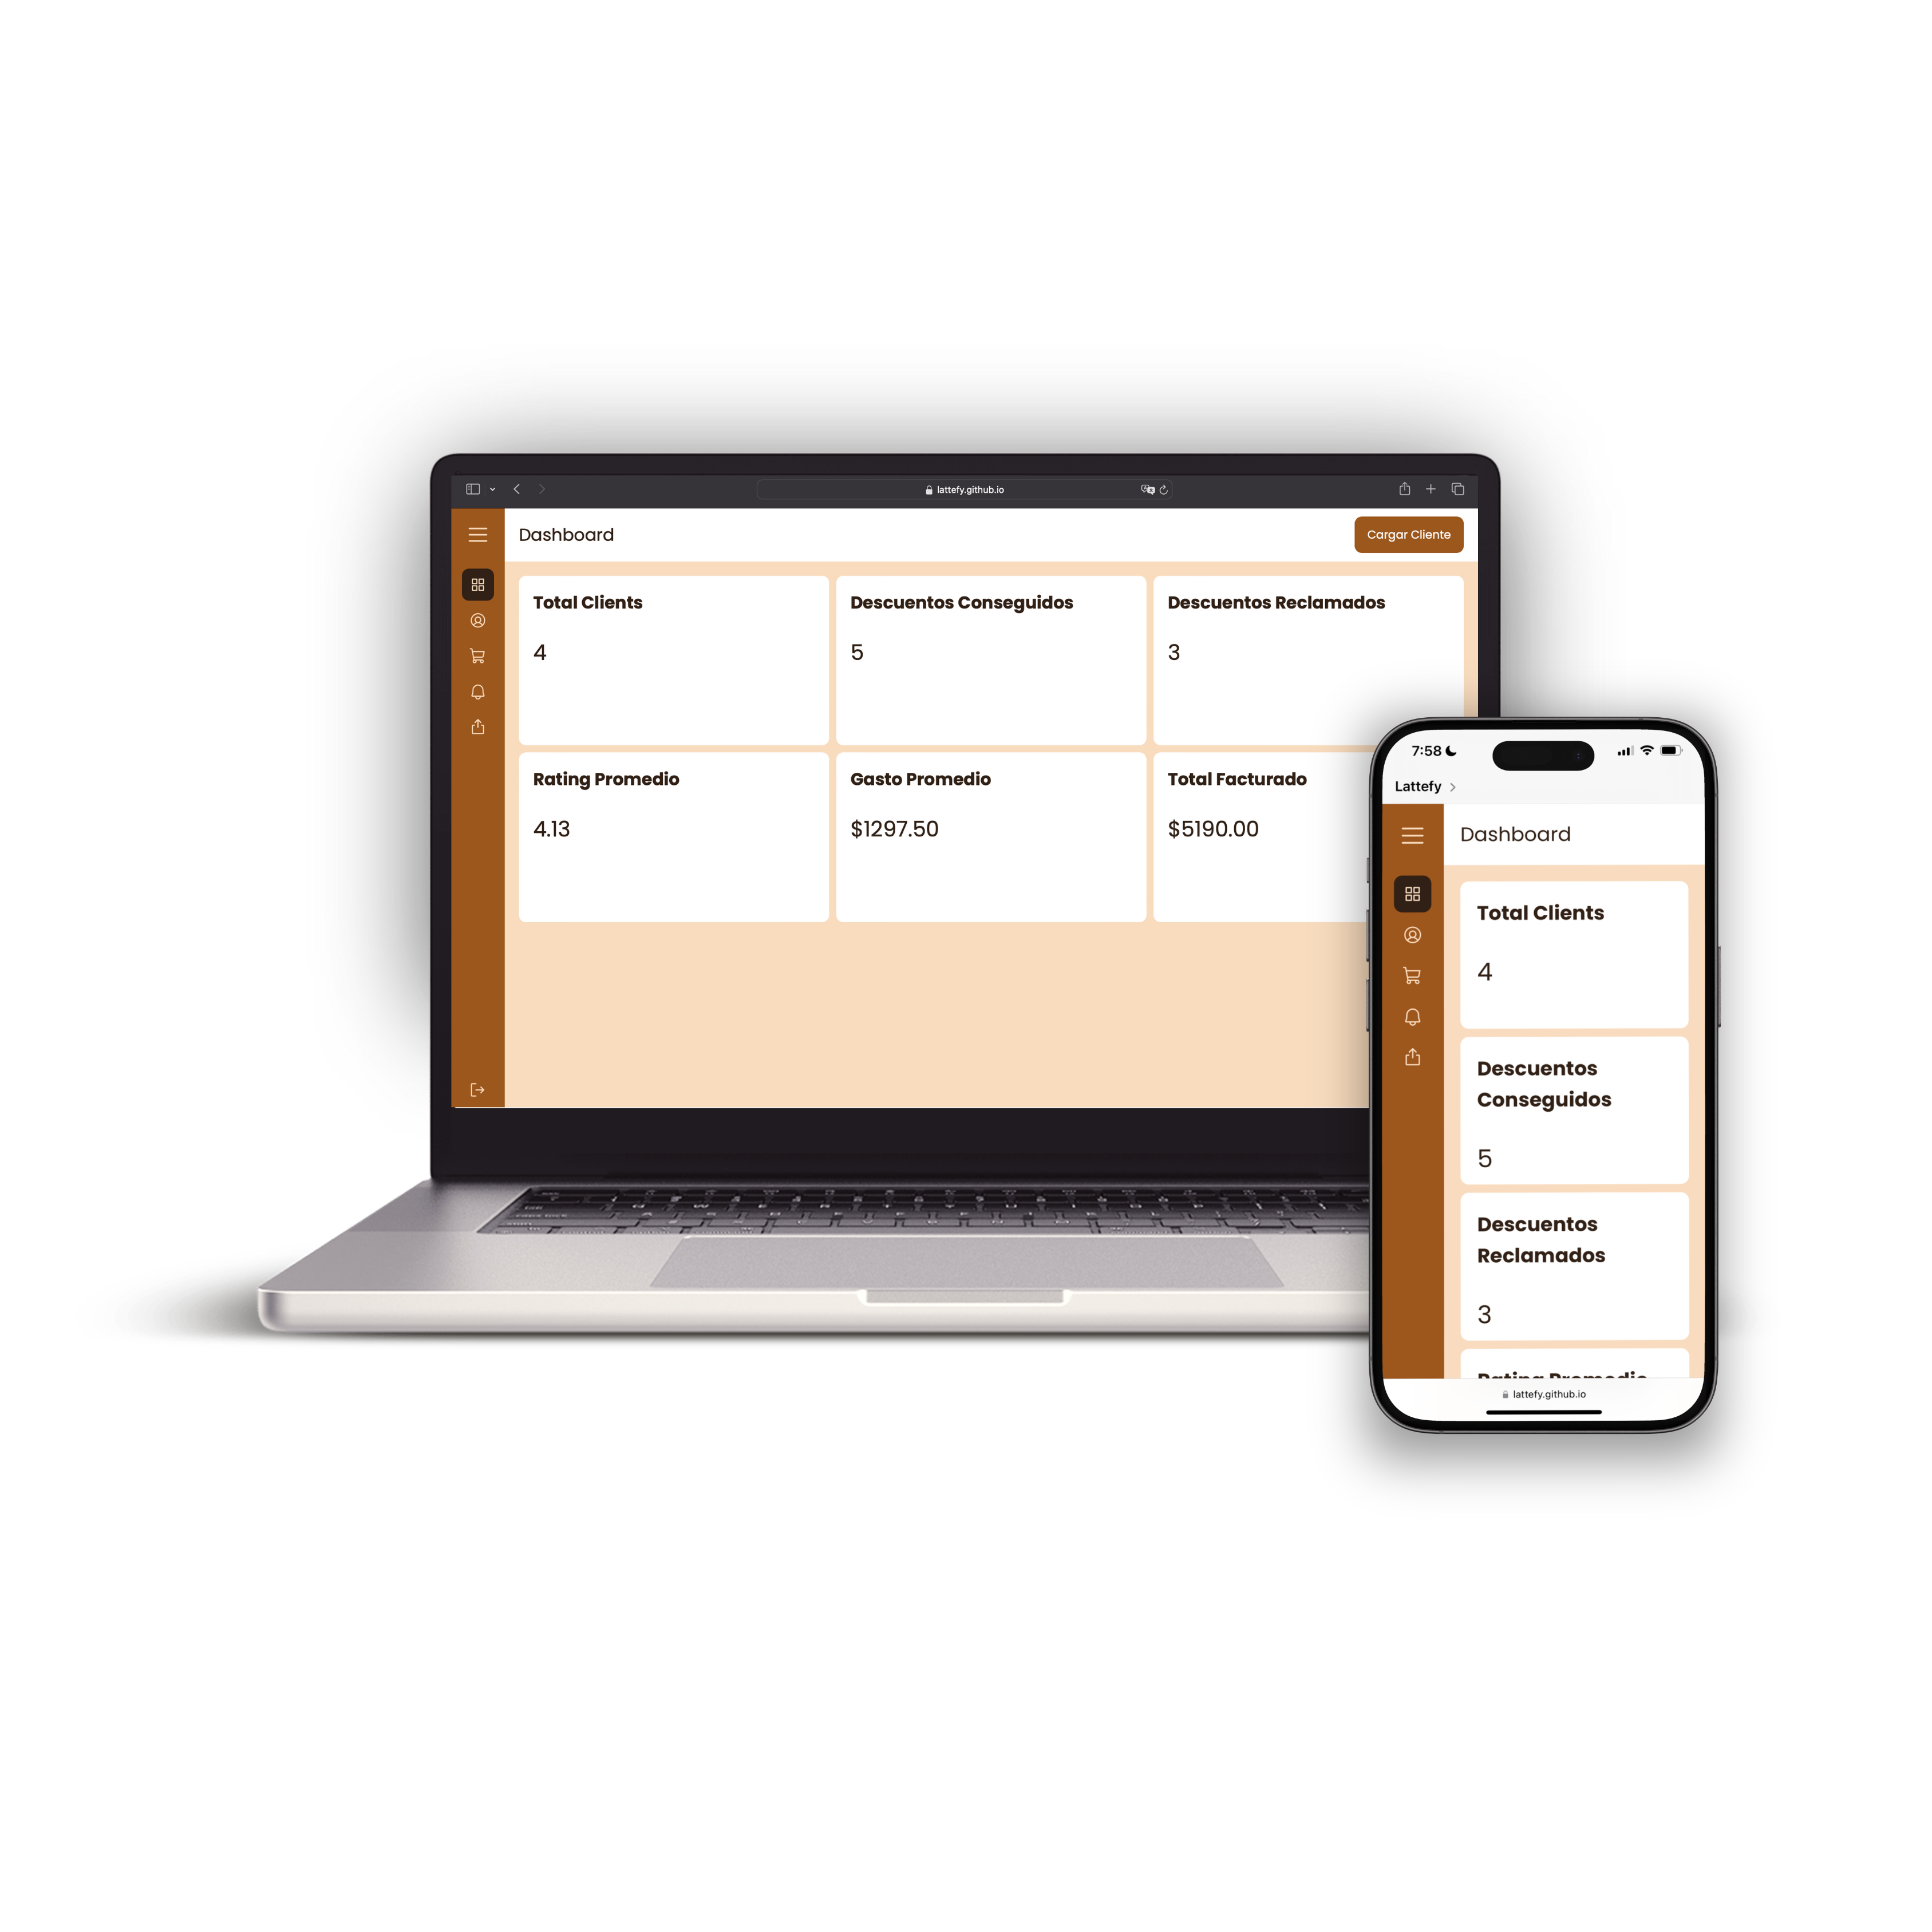 lattefy.github.io
Dashboard
Cargar Cliente
Total Clients
4
Descuentos Conseguidos
5
Descuentos Reclamados
3
Rating Promedio
4.13
Gasto Promedio
$1297.50
Total Facturado
$5190.00
7:58
Lattefy
Dashboard
Total Clients
4
Descuentos
Conseguidos
5
Descuentos
Reclamados
3
Rating Promedio
lattefy.github.io